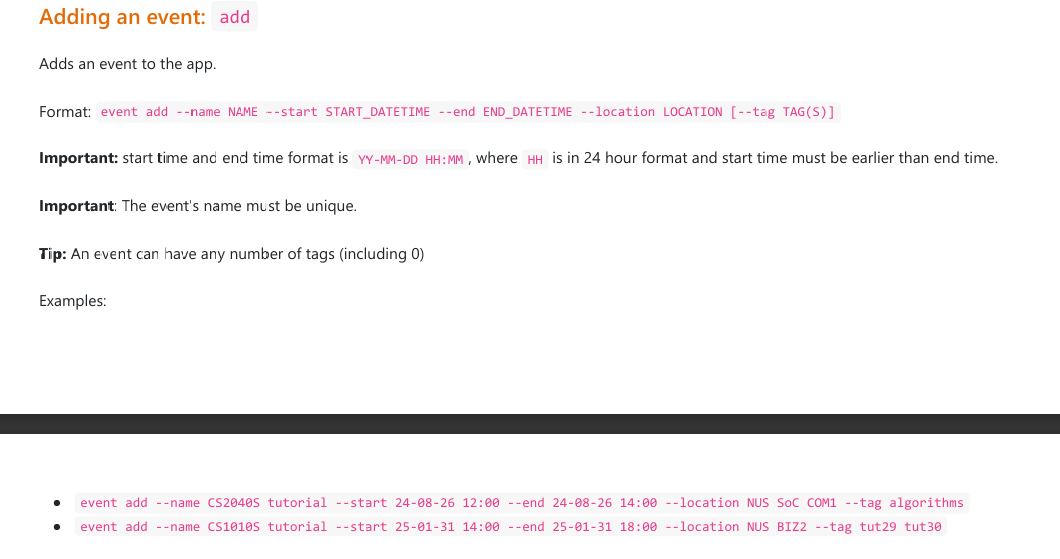 Adding an event: add
Adds an event to the app.
Format: event add --name NAME --start START_DATETIME --end END_DATETIME --location LOCATION [--tag TAG(S)]
Important: start time and end time format is YY-MM-DD HH:MM , where HH is in 24 hour format and start time must be earlier than end time.
Important: The event's name must be unique.
Tip: An event can have any number of tags (including 0)
Examples:
• event add --name CS2040S tutorial --start 24-08-26 12:00 --end 24-08-26 14:00 --location NUS SoC COM1 --tag algorithms
• event add --name CS1010S tutorial --start 25-01-31 14:00 --end 25-01-31 18:00 --location NUS BIZ2 --tag tut29 tut30